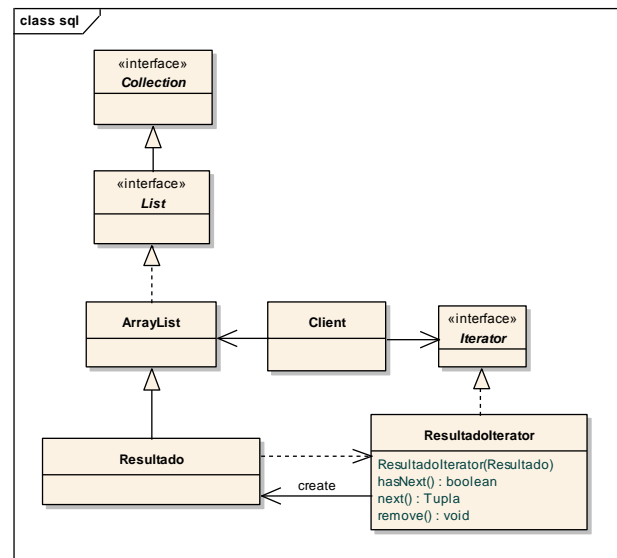 class sql
«interface»
Collection
«interface»
List
ArrayList
Client
«interface»
Iterator
Resultado
ResultadoIterator
ResultadoIterator(Resultado)
hasNext() : boolean
next() : Tupla
remove() : void
create